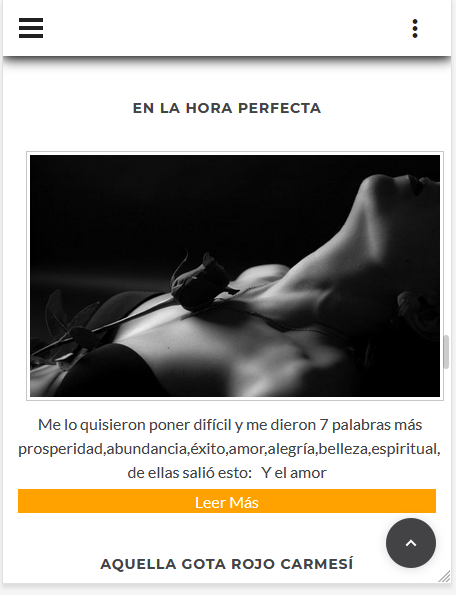 EN LA HORA PERFECTA
Me lo quisieron poner difícil y me dieron 7 palabras más
prosperidad,abundancia,éxito,amor,alegría,belleza,espiritual,
de ellas salió esto: Y el amor
Leer Más
AQUELLA GOTA ROJO CARMESÍ